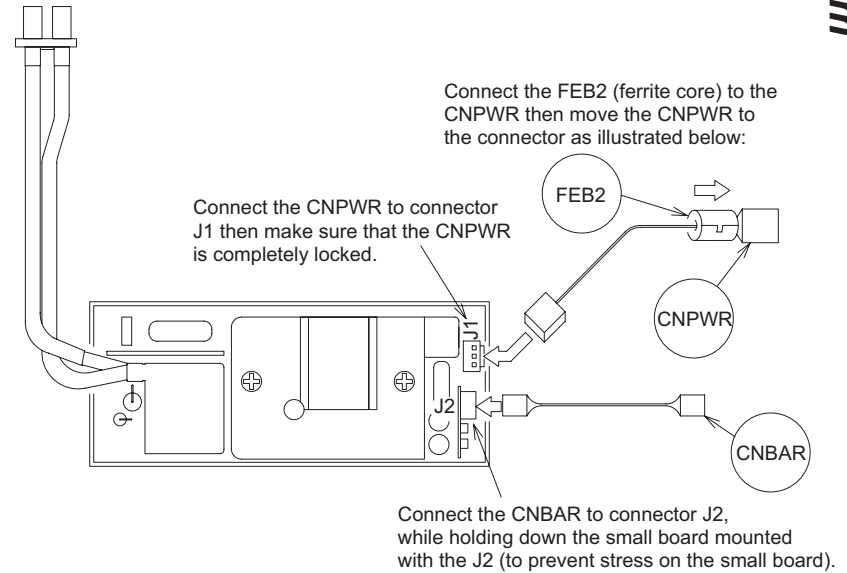 Connect the FEB2 (ferrite core) to the
CNPWR then move the CNPWR to
the connector as illustrated below:
FEB2
Connect the CNPWR to connector
J1 then make sure that the CNPWR
is completely locked.
CNPWR
J1
J2
CNBAR
Connect the CNBAR to connector J2,
while holding down the small board mounted
with the J2 (to prevent stress on the small board).